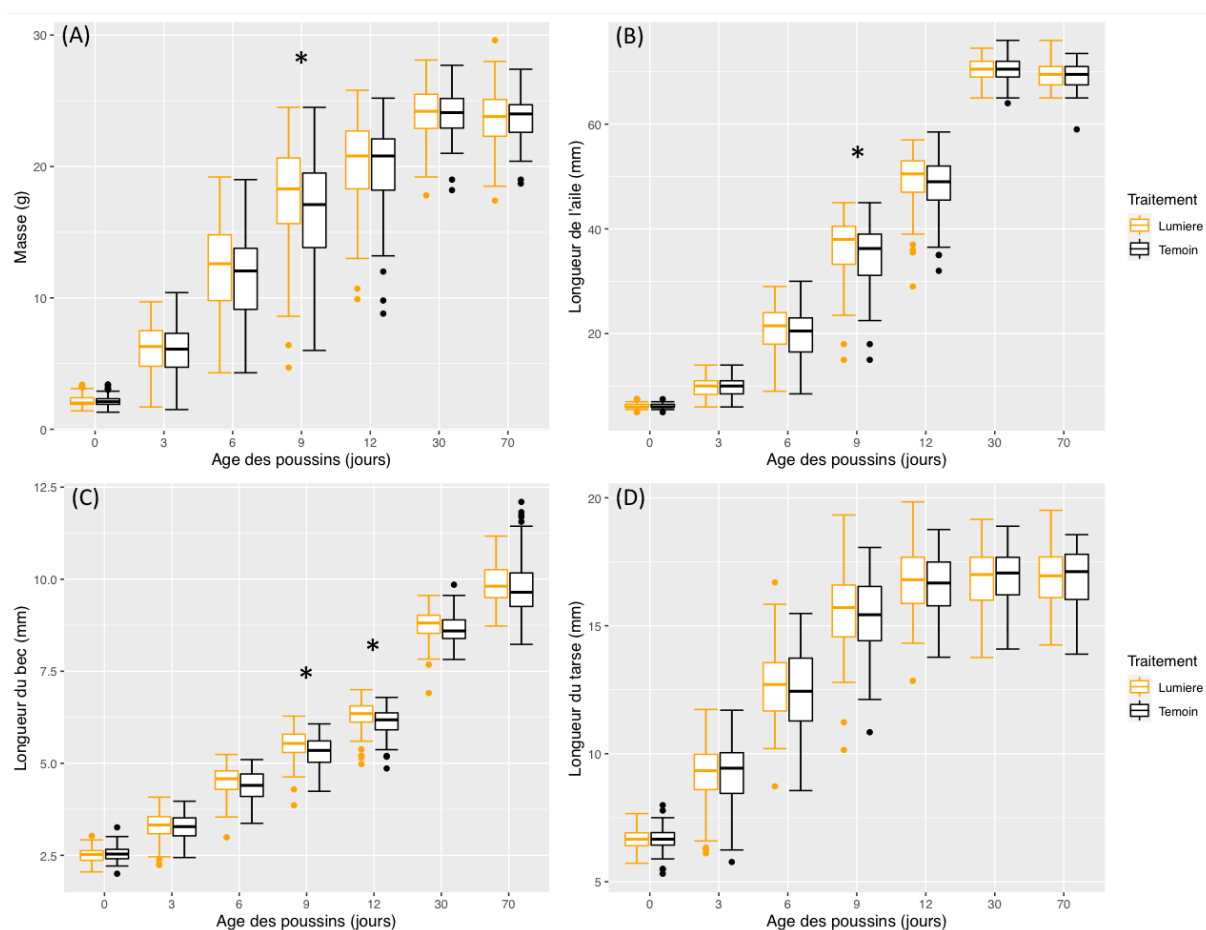 (A)
*
30
20
10
0
Masse (g)
0 3 6 9 12 30 70
Age des poussins (jours)
(B)
*
60
40
20
Longueur de l'aile (mm)
0 3 6 9 12 30 70
Age des poussins (jours)
Traitement
Lumiere
Temoin
(C)
*
*
12.5
10.0
7.5
5.0
2.5
Longueur du bec (mm)
0 3 6 9 12 30 70
Age des poussins (jours)
(D)
20
15
10
5
Longueur du tarse (mm)
0 3 6 9 12 30 70
Age des poussins (jours)
Traitement
Lumiere
Temoin